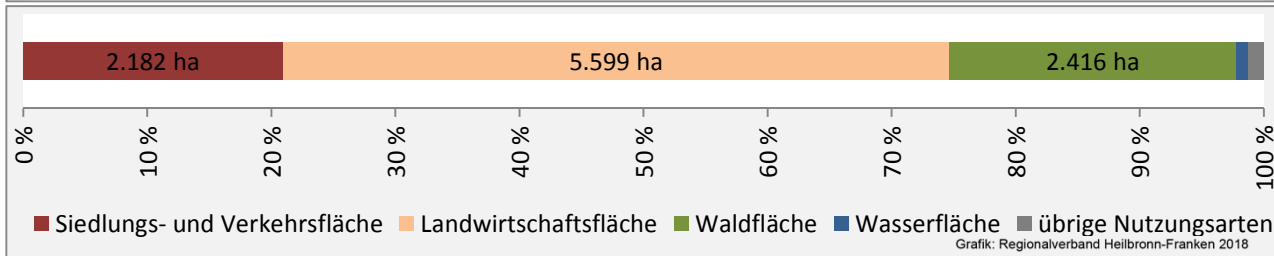 2.182 ha 5.599 ha 2.416 ha
0 % 10 % 20 % 30 % 40 % 50 % 60 % 70 % 80 % 90 % 100 %
Siedlungs- und Verkehrsfläche Landwirtschaftsfläche Waldfläche Wasserfläche übrige Nutzungsarten
Grafik: Regionalverband Heilbronn-Franken 2018